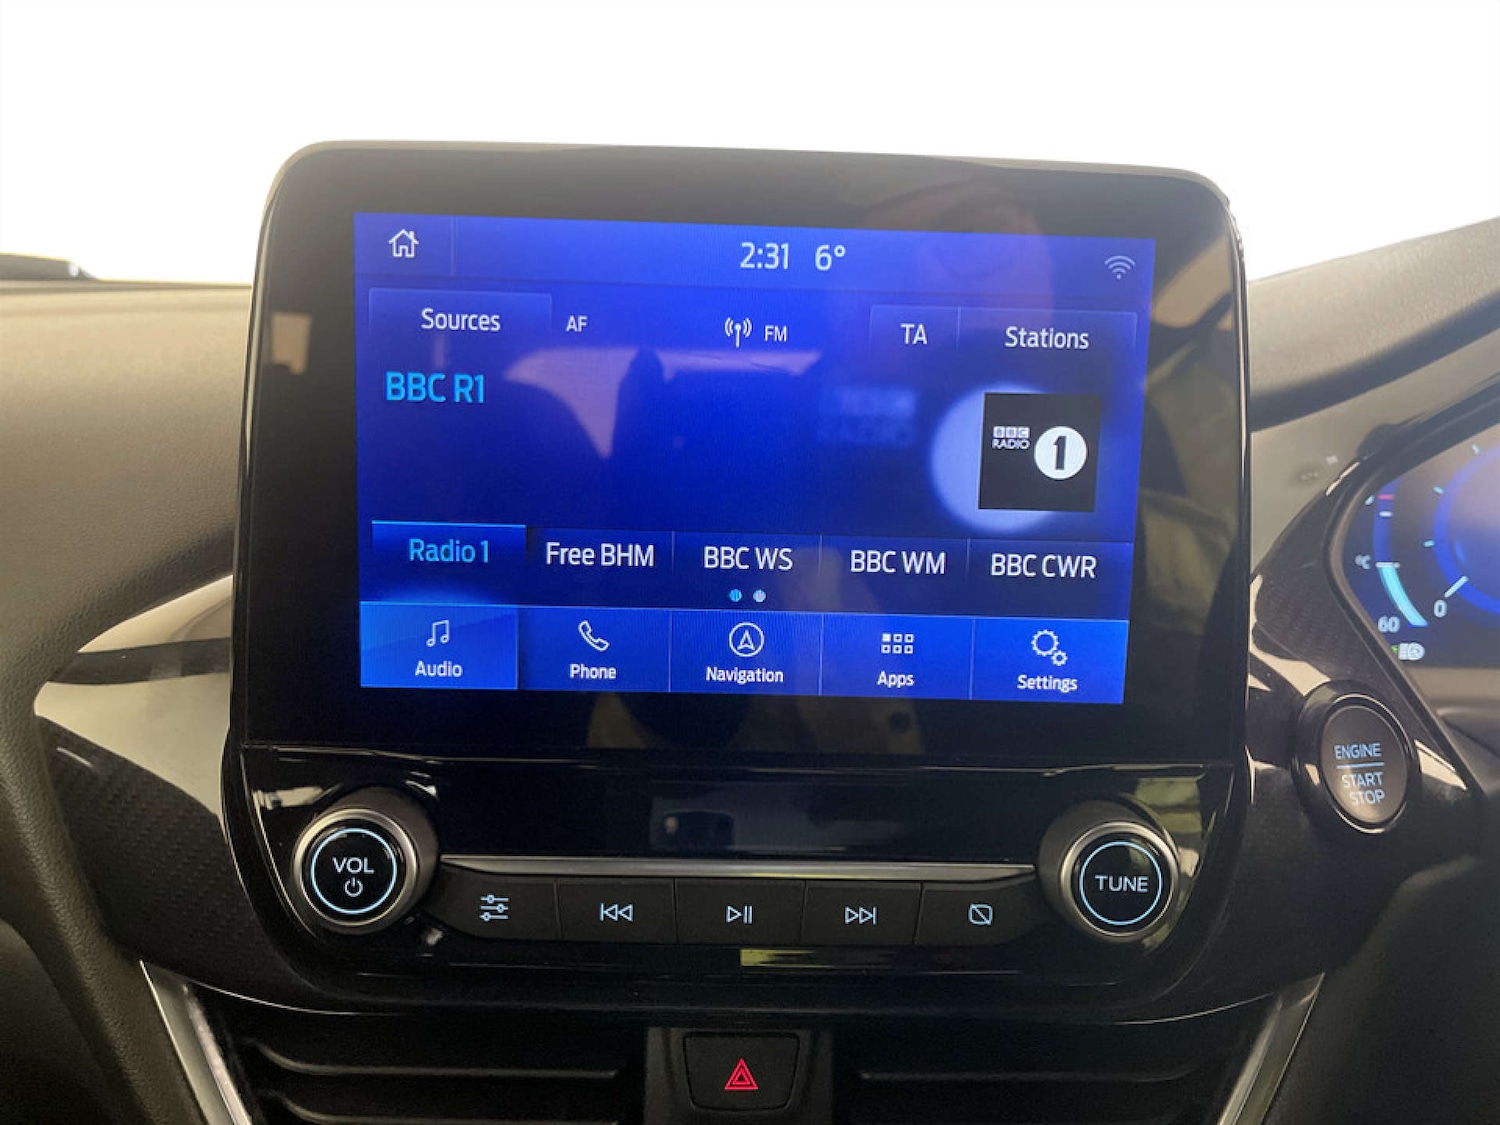 2:31 6°
Sources AF FM TA Stations
BBC R1
BBC
RADIO 1
Radio 1 Free BHM BBC WS BBC WM BBC CWR
Audio Phone Navigation Apps Settings
°C
60 0
ENGINE
START
STOP
VOL
TUNE